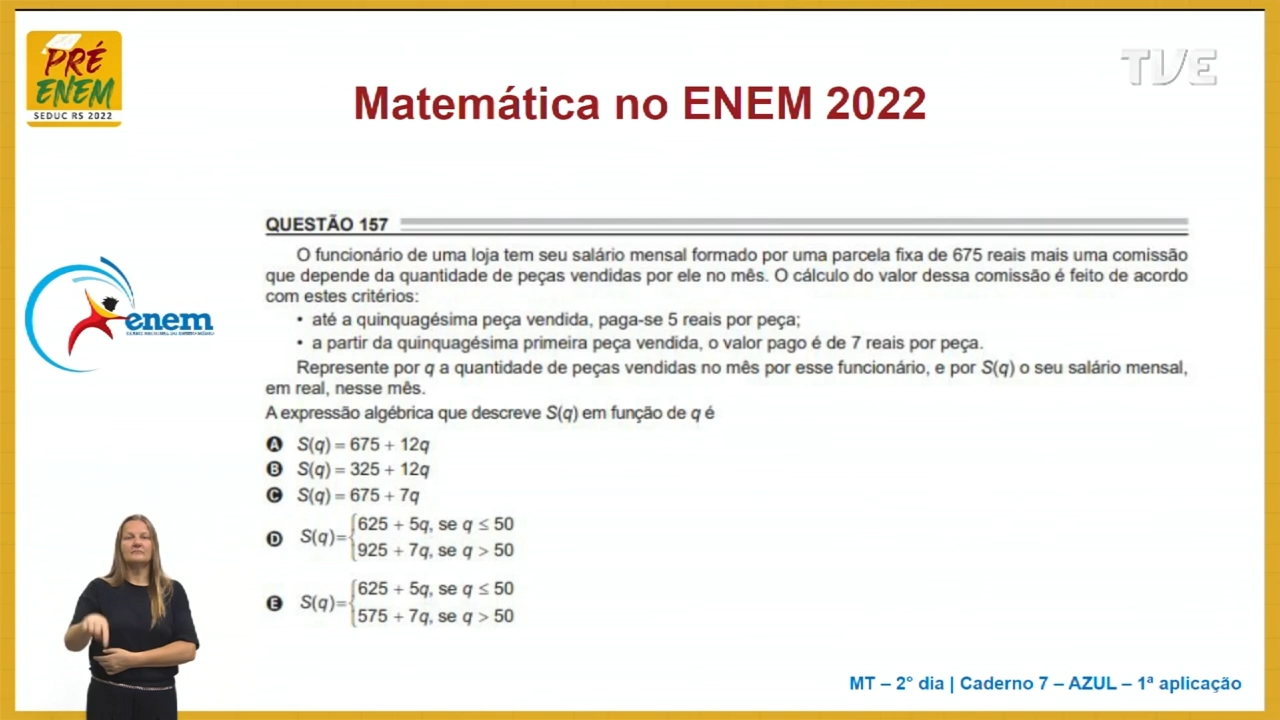 PRÉ
ENEM
SEDUC RS 2022
TVE
Matemática no ENEM 2022
QUESTÃO 157
O funcionário de uma loja tem seu salário mensal formado por uma parcela fixa de 675 reais mais uma comissão
que depende da quantidade de peças vendidas por ele no mês. O cálculo do valor dessa comissão é feito de acordo
com estes critérios:
• até a quinquagésima peça vendida, paga-se 5 reais por peça;
• a partir da quinquagésima primeira peça vendida, o valor pago é de 7 reais por peça.
Represente por q a quantidade de peças vendidas no mês por esse funcionário, e por S(q) o seu salário mensal,
em real, nesse mês.
A expressão algébrica que descreve S(q) em função de q é
A S(q) = 675 + 12q
B S(q) = 325 + 12q
C S(q) = 675 + 7q
D S(q)={625 + 5q, se q ≤ 50
925 + 7q, se q > 50
E S(q)={625 + 5q, se q ≤ 50
575 + 7q, se q > 50
enem
MT – 2° dia | Caderno 7 – AZUL – 1ª aplicação